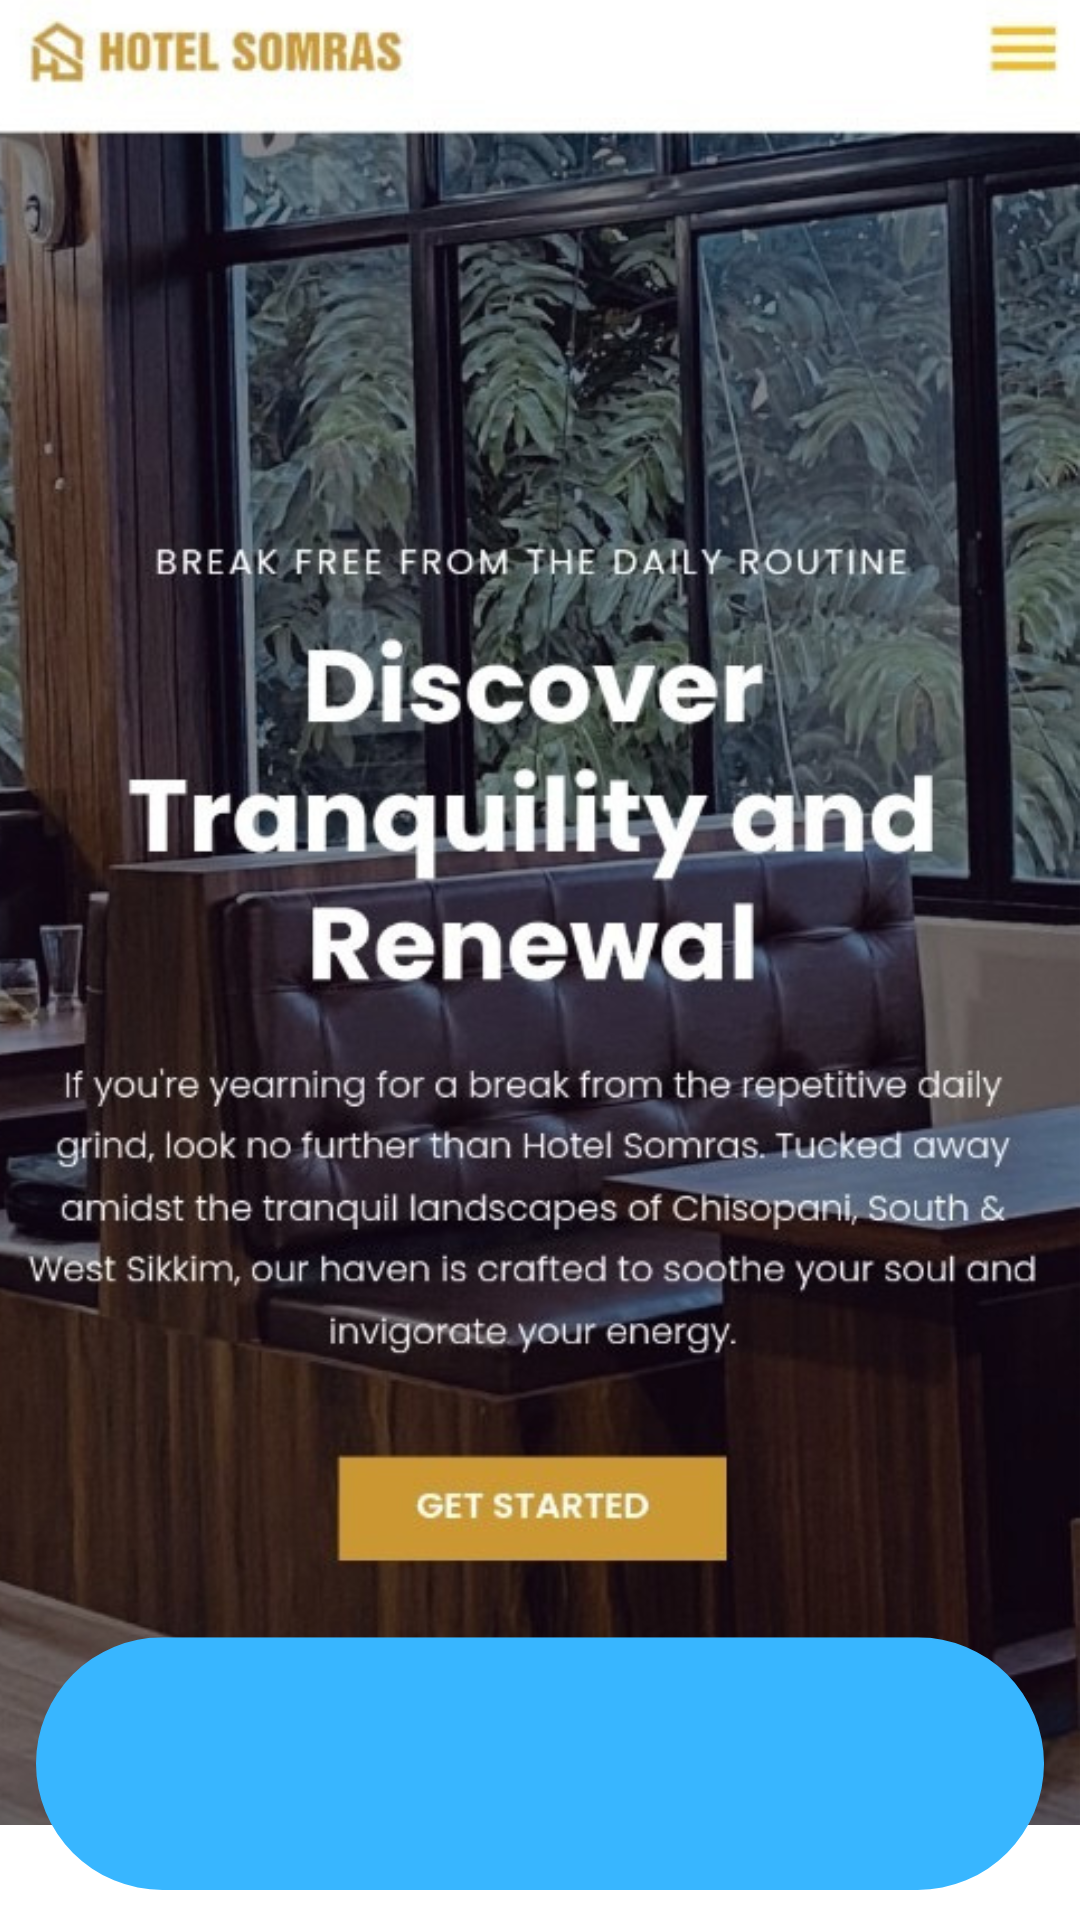 HOTEL SOMRAS
BREAK FREE FROM THE DAILY ROUTINE
Discover
Tranquility and
Renewal
If you're yearning for a break from the repetitive daily
grind, look no further than Hotel Somras. Tucked away
amidst the tranquil landscapes of Chisopani, South &
West Sikkim, our haven is crafted to soothe your soul and
invigorate your energy.
GET STARTED